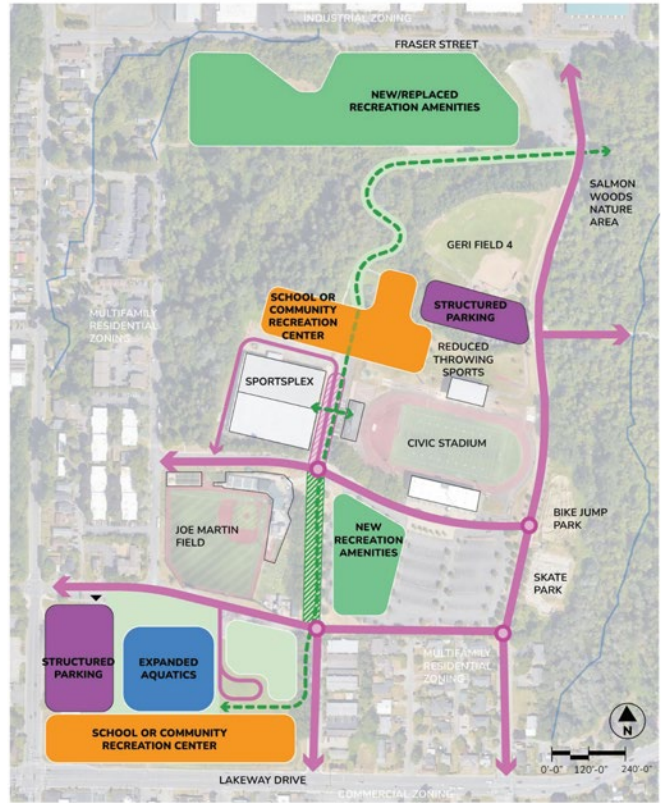 INDUSTRIAL ZONING
FRASER STREET
NEW/REPLACED
RECREATION AMENITIES
SALMON
WOODS
NATURE
AREA
GERI FIELD 4
MULTIFAMILY
RESIDENTIAL
ZONING
SCHOOL OR
COMMUNITY
RECREATION
CENTER
STRUCTURED
PARKING
REDUCED
THROWING
SPORTS
SPORTSPLEX
CIVIC STADIUM
JOE MARTIN
FIELD
NEW
RECREATION
AMENITIES
BIKE JUMP
PARK
SKATE
PARK
STRUCTURED
PARKING
EXPANDED
AQUATICS
MULTIFAMILY
RESIDENTIAL
ZONING
SCHOOL OR COMMUNITY
RECREATION CENTER
N
0'-0" 120'-0" 240'-0"
LAKEWAY DRIVE
COMMERCIAL ZONING